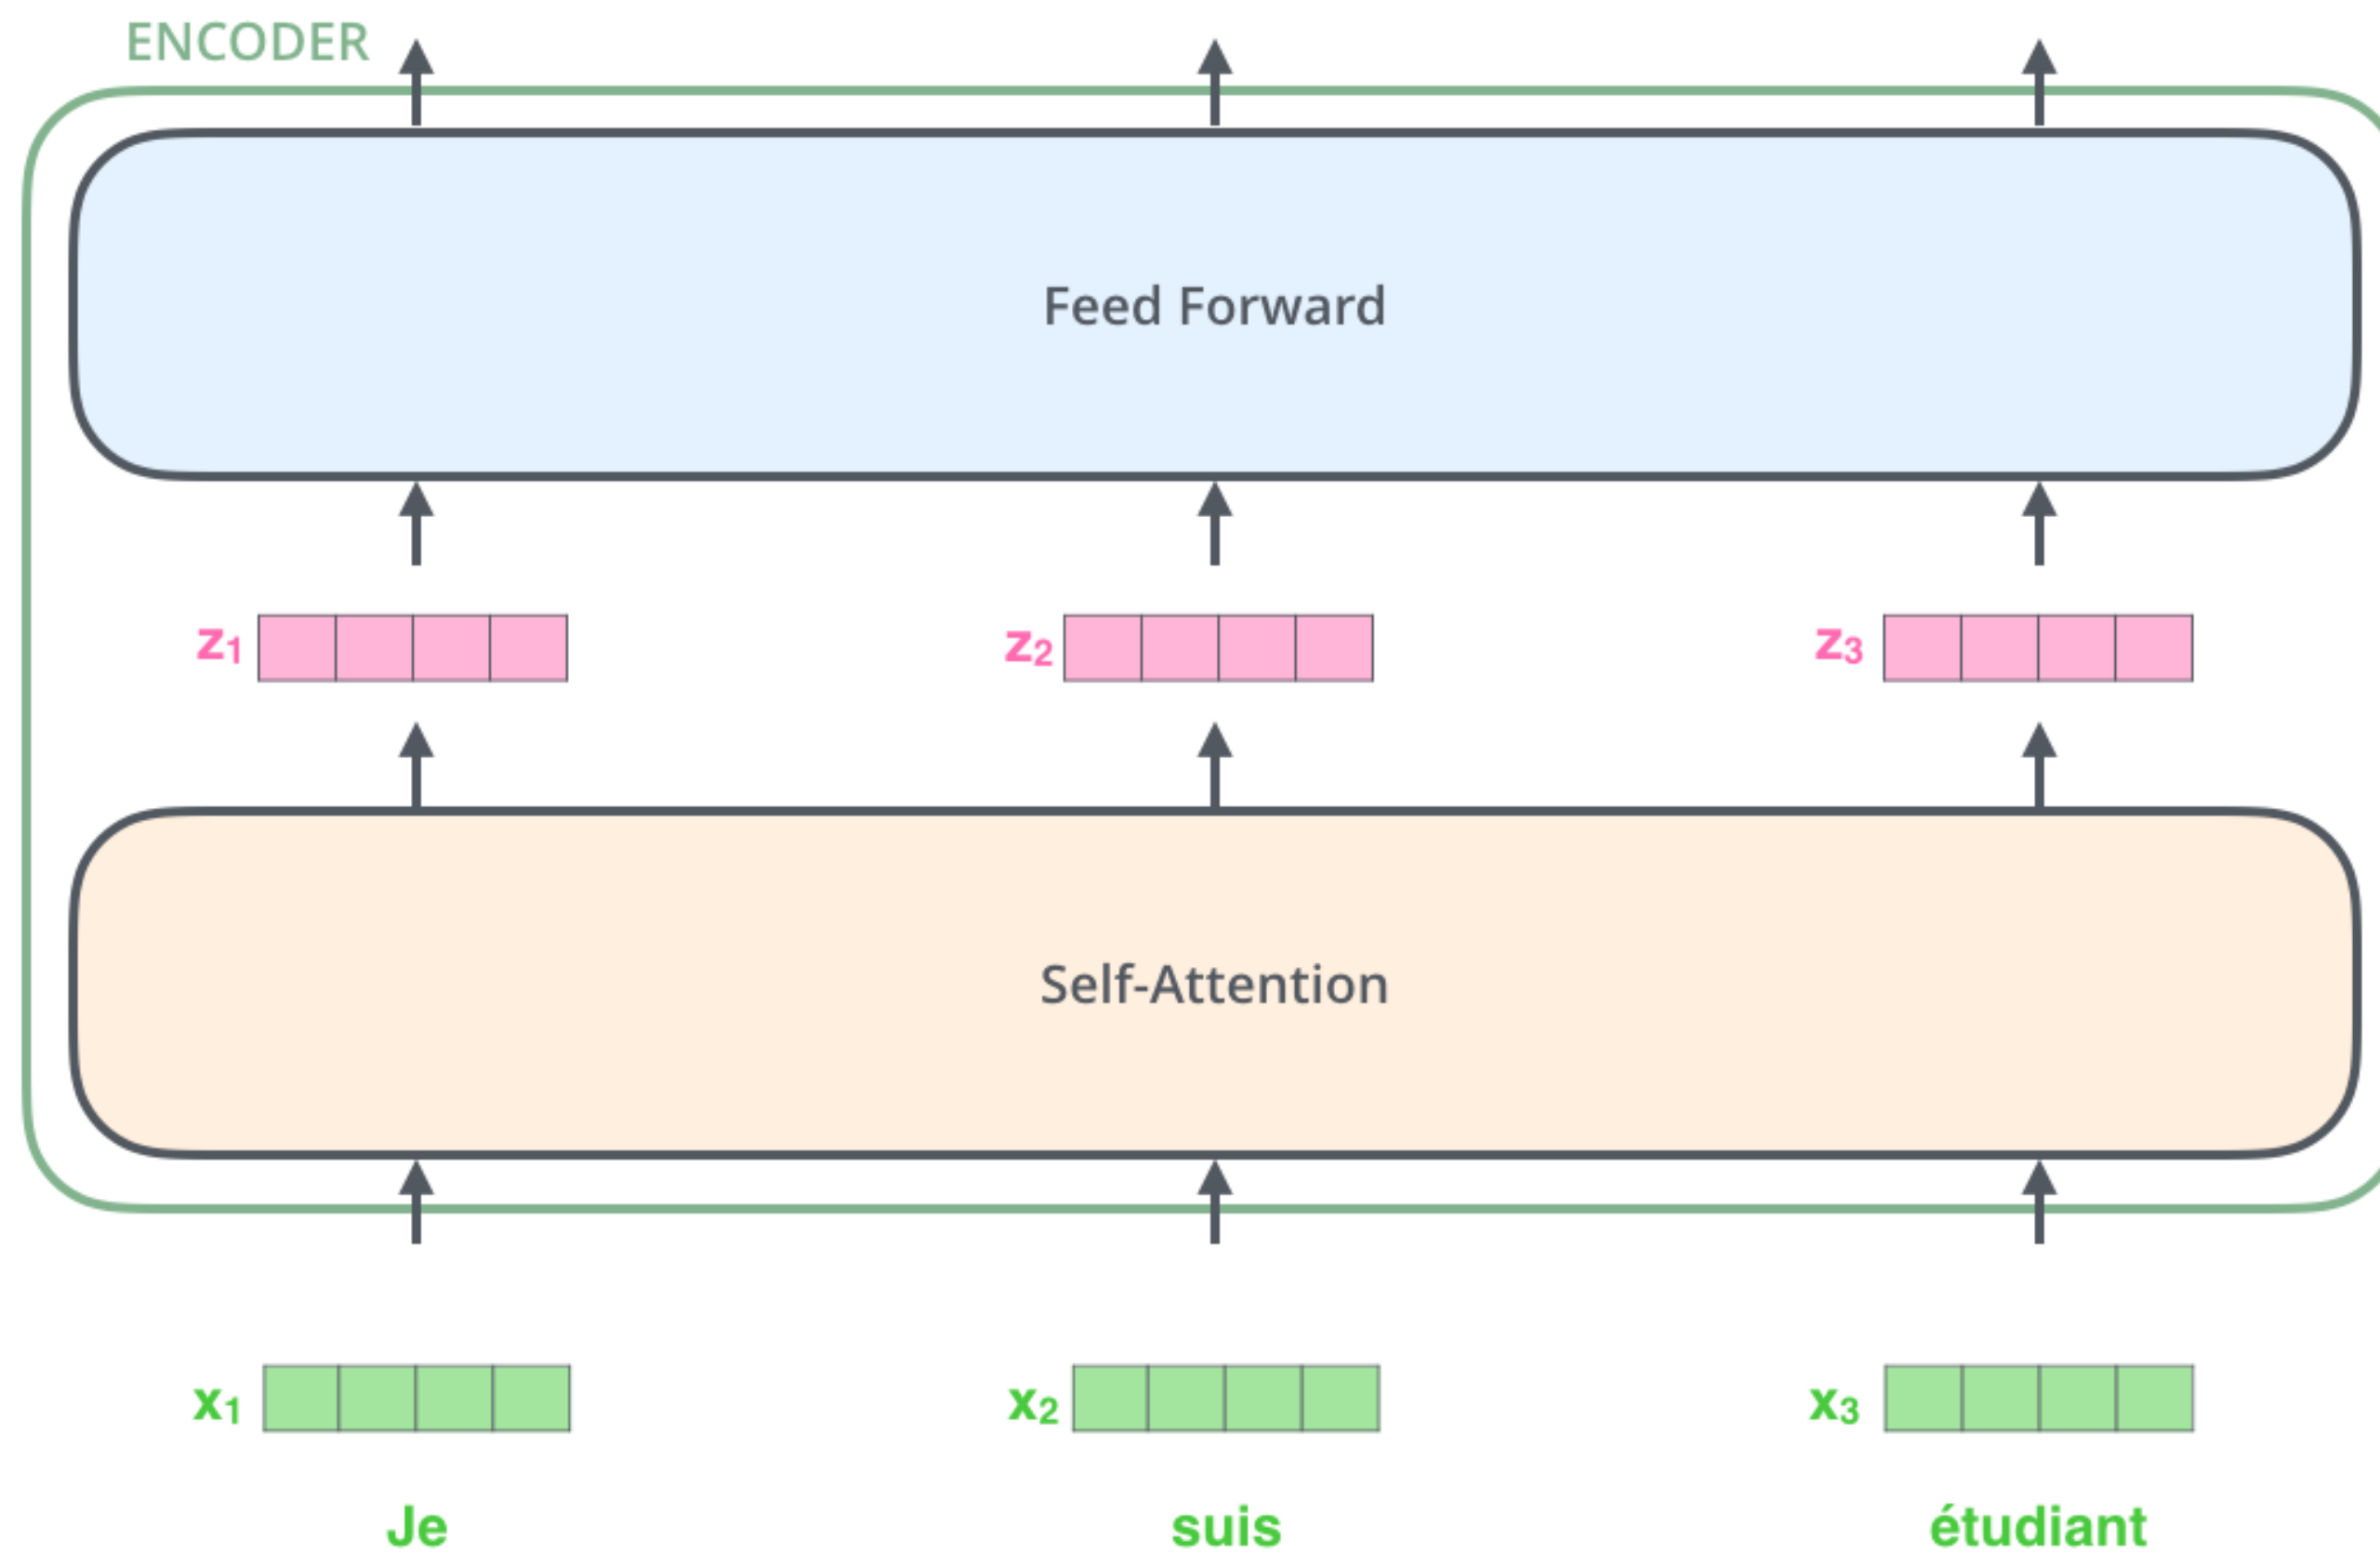 ENCODER
Feed Forward
z1 z2 z3
Self-Attention
x1 x2 x3
Je suis étudiant